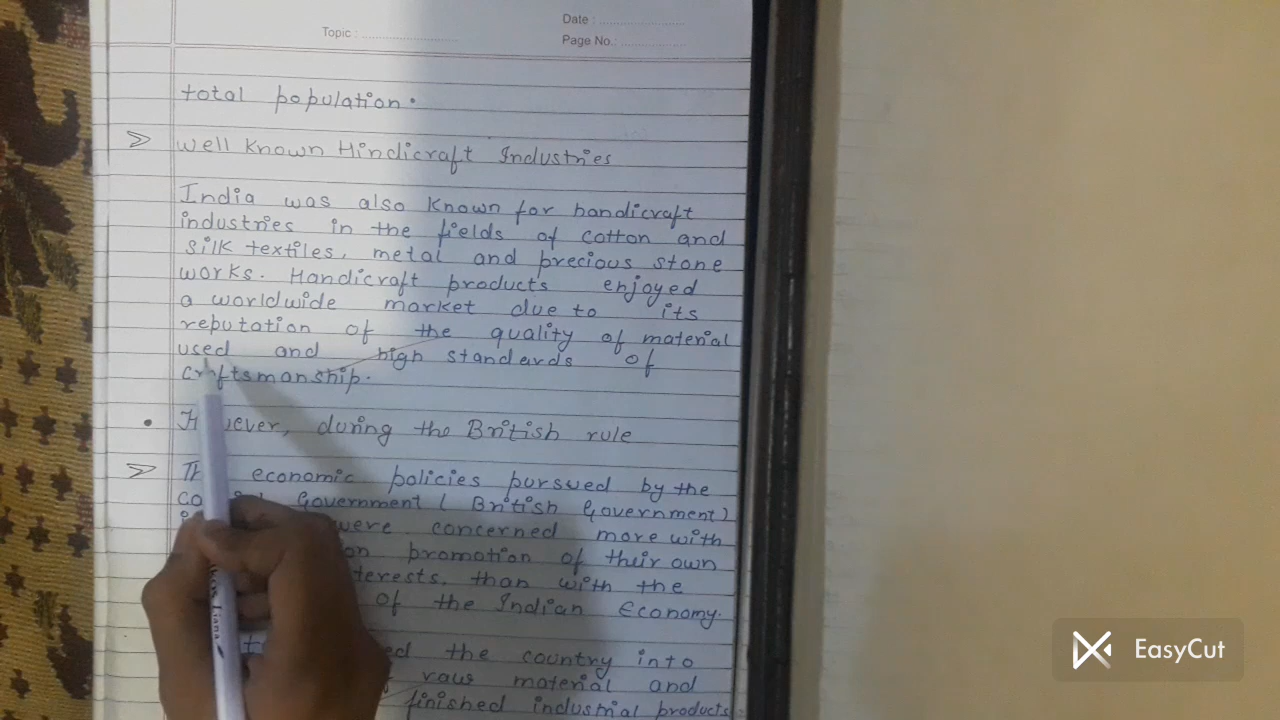 Date :
Topic :
Page No.:
total population.
Well Known Hindicraft Industries
India was also known for handicraft
industries in the fields of cotton and
silk textiles, metal and precious stone
works. Handicraft products enjoyed
a worldwide market due to its
reputation of the quality of material
used and high standards of
craftsmanship.
However, during the British rule
economic policies pursued by the
Government ( British Government )
were concerned more with
promotion of their own
than with the
of the Indian Economy.
the country into
raw material and
finished industrial products
EasyCut